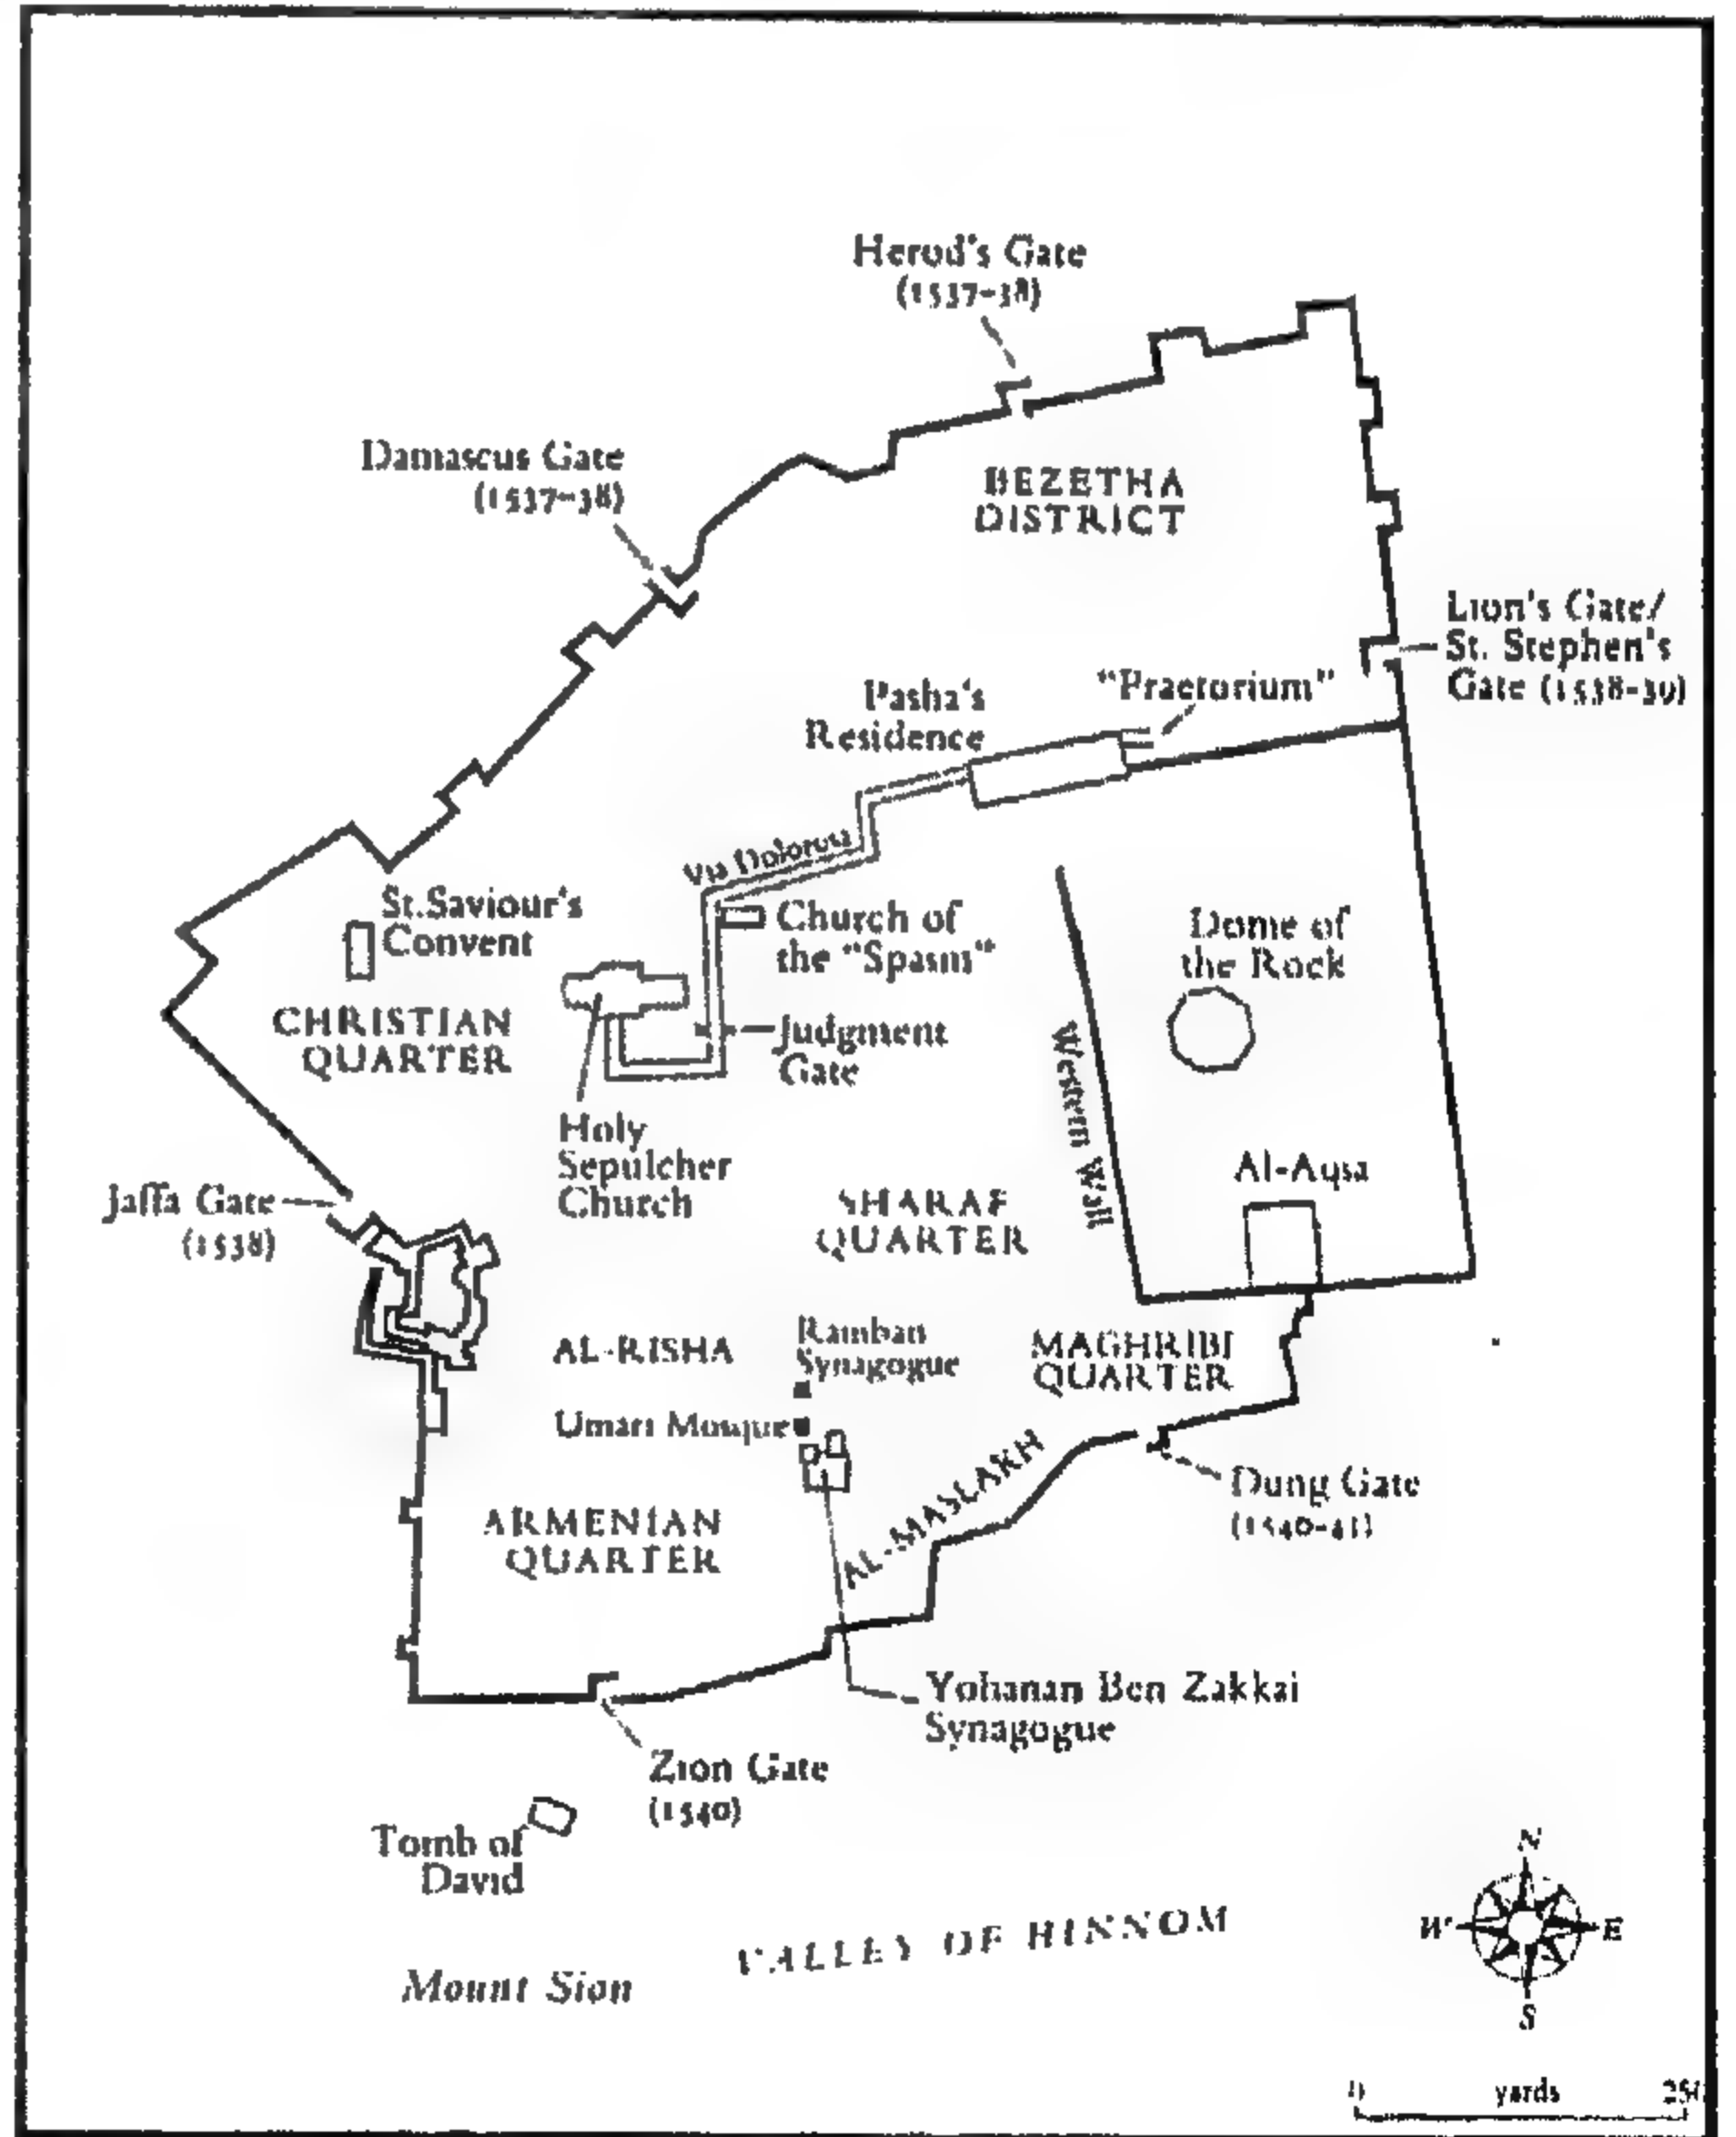 Herod's Gate
(1537-38)
Damascus Gate
(1537-38)
BEZETHA
DISTRICT
Lion's Gate/
St. Stephen's
Gate (1538-39)
"Praetorium"
Pasha's
Residence
Via Dolorosa
St.Saviour's
Convent
Church of
the "Spasm"
Dome of
the Rock
CHRISTIAN
QUARTER
Judgment
Gate
Western Wall
Holy
Sepulcher
Church
Al-Aqsa
Jaffa Gate
(1538)
SHARAF
QUARTER
AL-RISHA
Ramban
Synagogue
MAGHRIBI
QUARTER
Umari Mosque
AL-MASLAKH
Dung Gate
(1540-41)
ARMENIAN
QUARTER
Yohanan Ben Zakkai
Synagogue
Zion Gate
(1540)
Tomb of
David
VALLEY OF HINNOM
Mount Sion
N
W E
S
0 yards 250